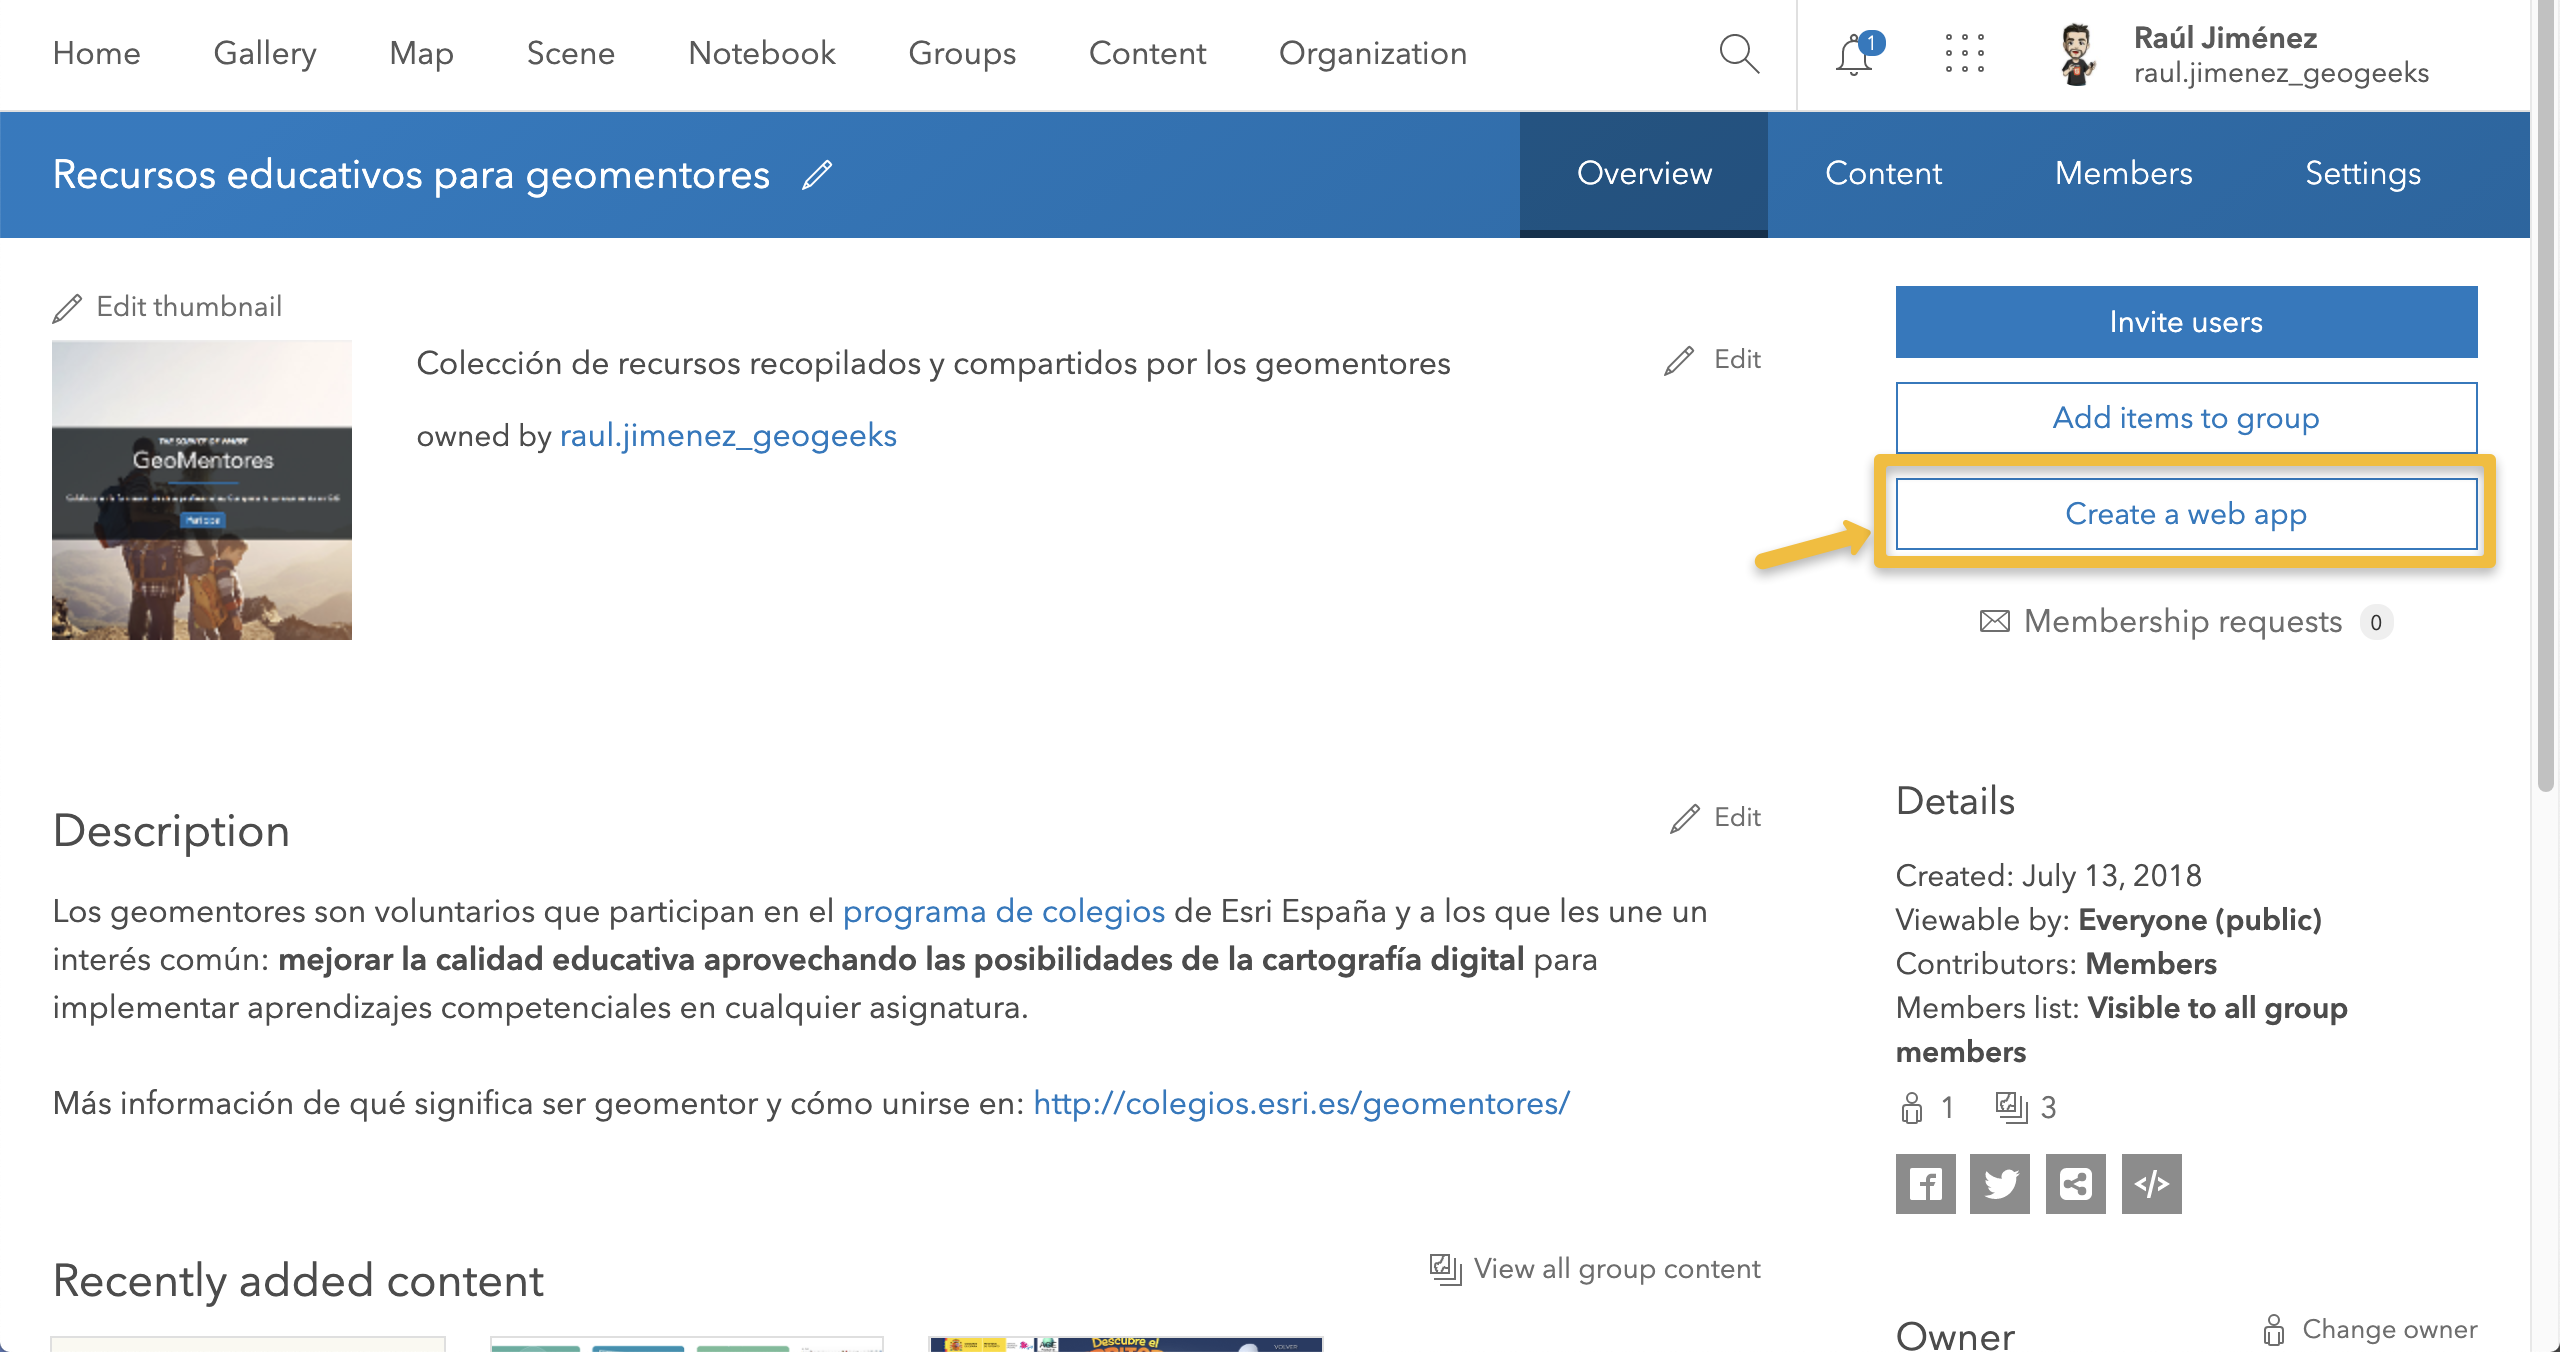 Home Gallery Map Scene Notebook Groups Content Organization
1
Raúl Jiménez
raul.jimenez_geogeeks
Recursos educativos para geomentores
Overview Content Members Settings
Edit thumbnail
GeoMentores
Colección de recursos recopilados y compartidos por los geomentores
Edit
owned by raul.jimenez_geogeeks
Invite users
Add items to group
Create a web app
Membership requests 0
Description
Edit
Los geomentores son voluntarios que participan en el programa de colegios de Esri España y a los que les une un
interés común: mejorar la calidad educativa aprovechando las posibilidades de la cartografía digital para
implementar aprendizajes competenciales en cualquier asignatura.
Más información de qué significa ser geomentor y cómo unirse en: http://colegios.esri.es/geomentores/
Details
Created: July 13, 2018
Viewable by: Everyone (public)
Contributors: Members
Members list: Visible to all group
members
1 3
Recently added content
View all group content
Descubre el
VOLVER
Owner
Change owner